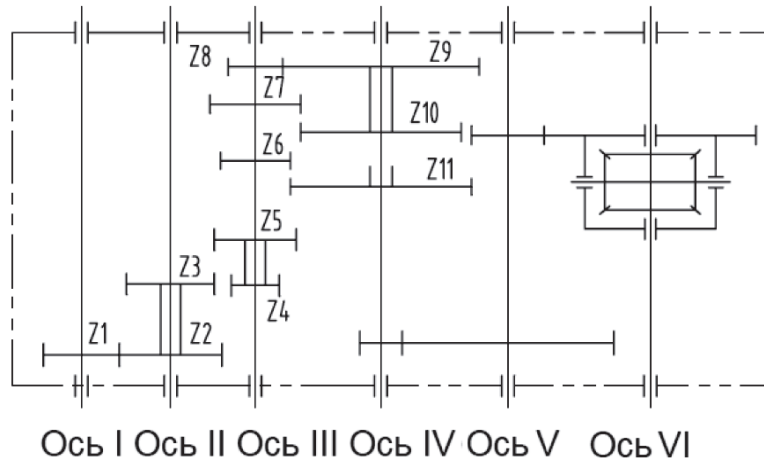 Z8 Z9
Z7
Z10
Z6
Z11
Z5
Z3
Z4
Z1 Z2
Ось I Ось II Ось III Ось IV Ось V Ось VI